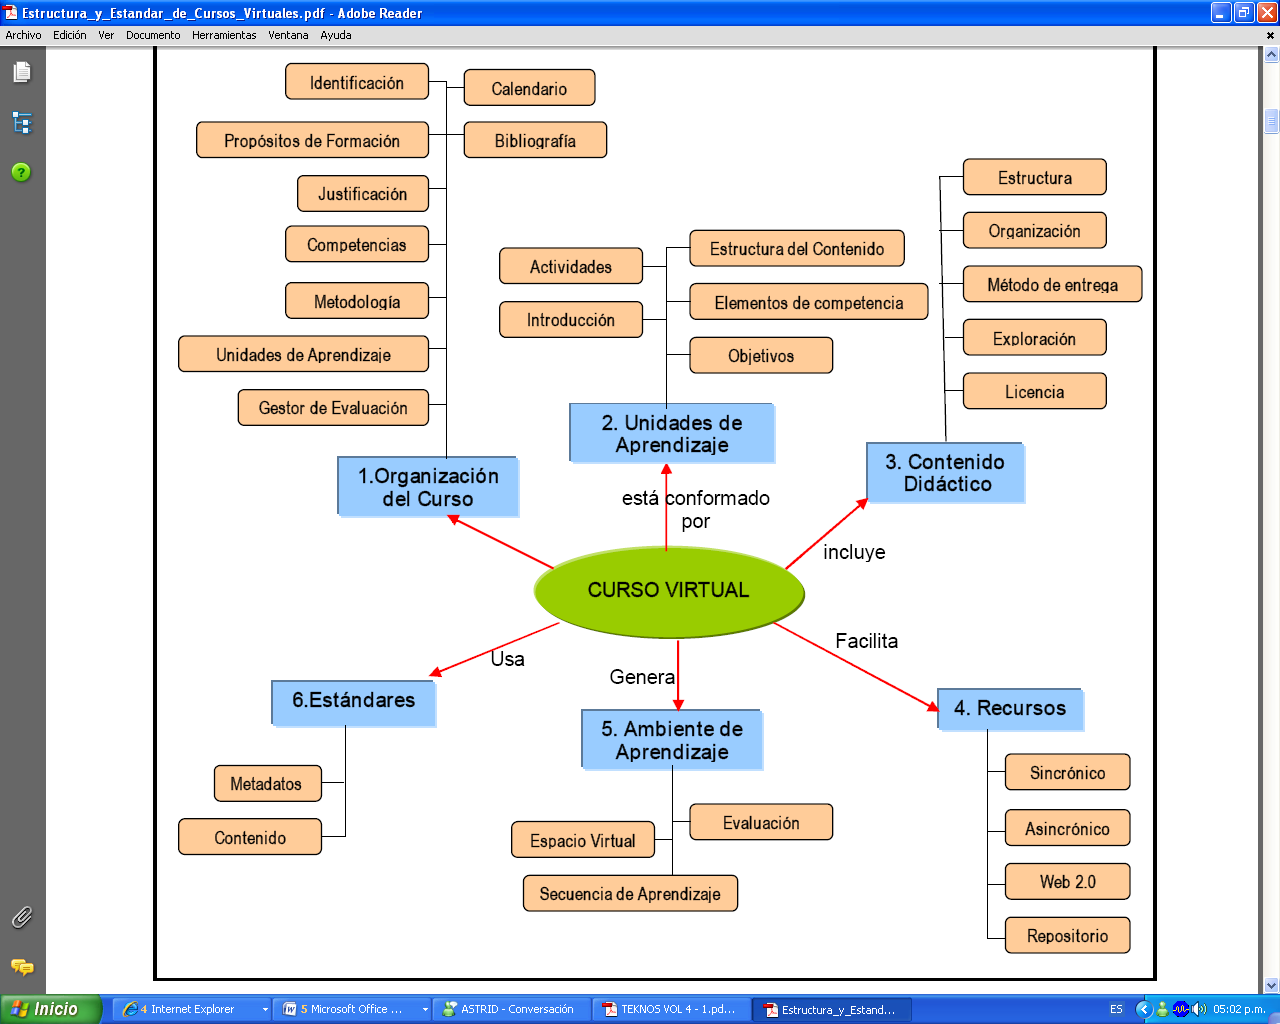 Estructura_y_Estandar_de_Cursos_Virtuales.pdf - Adobe Reader
Archivo Edición Ver Documento Herramientas Ventana Ayuda
Identificación
Calendario
Propósitos de Formación
Bibliografía
Justificación
Competencias
Metodología
Unidades de Aprendizaje
Gestor de Evaluación
1.Organización
del Curso
Actividades
Introducción
Estructura del Contenido
Elementos de competencia
Objetivos
2. Unidades de
Aprendizaje
Estructura
Organización
Método de entrega
Exploración
Licencia
3. Contenido
Didáctico
está conformado
por
incluye
CURSO VIRTUAL
Usa
Genera
Facilita
6.Estándares
Metadatos
Contenido
5. Ambiente de
Aprendizaje
Evaluación
Espacio Virtual
Secuencia de Aprendizaje
4. Recursos
Sincrónico
Asincrónico
Web 2.0
Repositorio
Inicio
4 Internet Explorer
5 Microsoft Office ...
ASTRID - Conversación
TEKNOS VOL 4 - 1.pd...
Estructura_y_Estand...
ES
05:02 p.m.